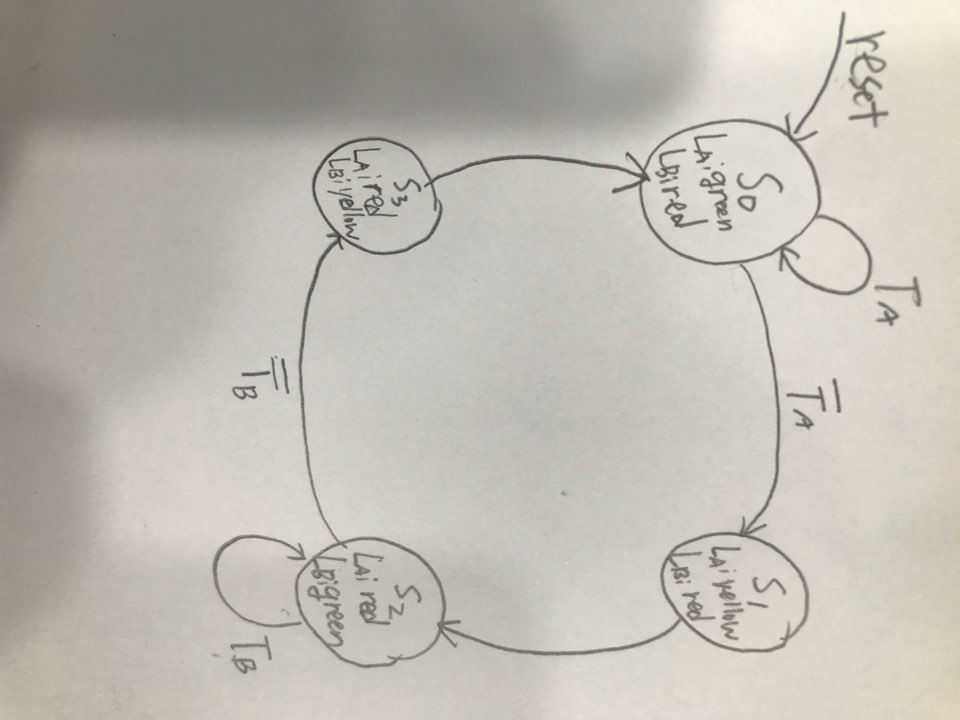 reset
S0
LA: green
LB: red
TA
T̅A
S1
LA: yellow
LB: red
S2
LA: red
LB: green
TB
T̅B
S3
LA: red
LB: yellow